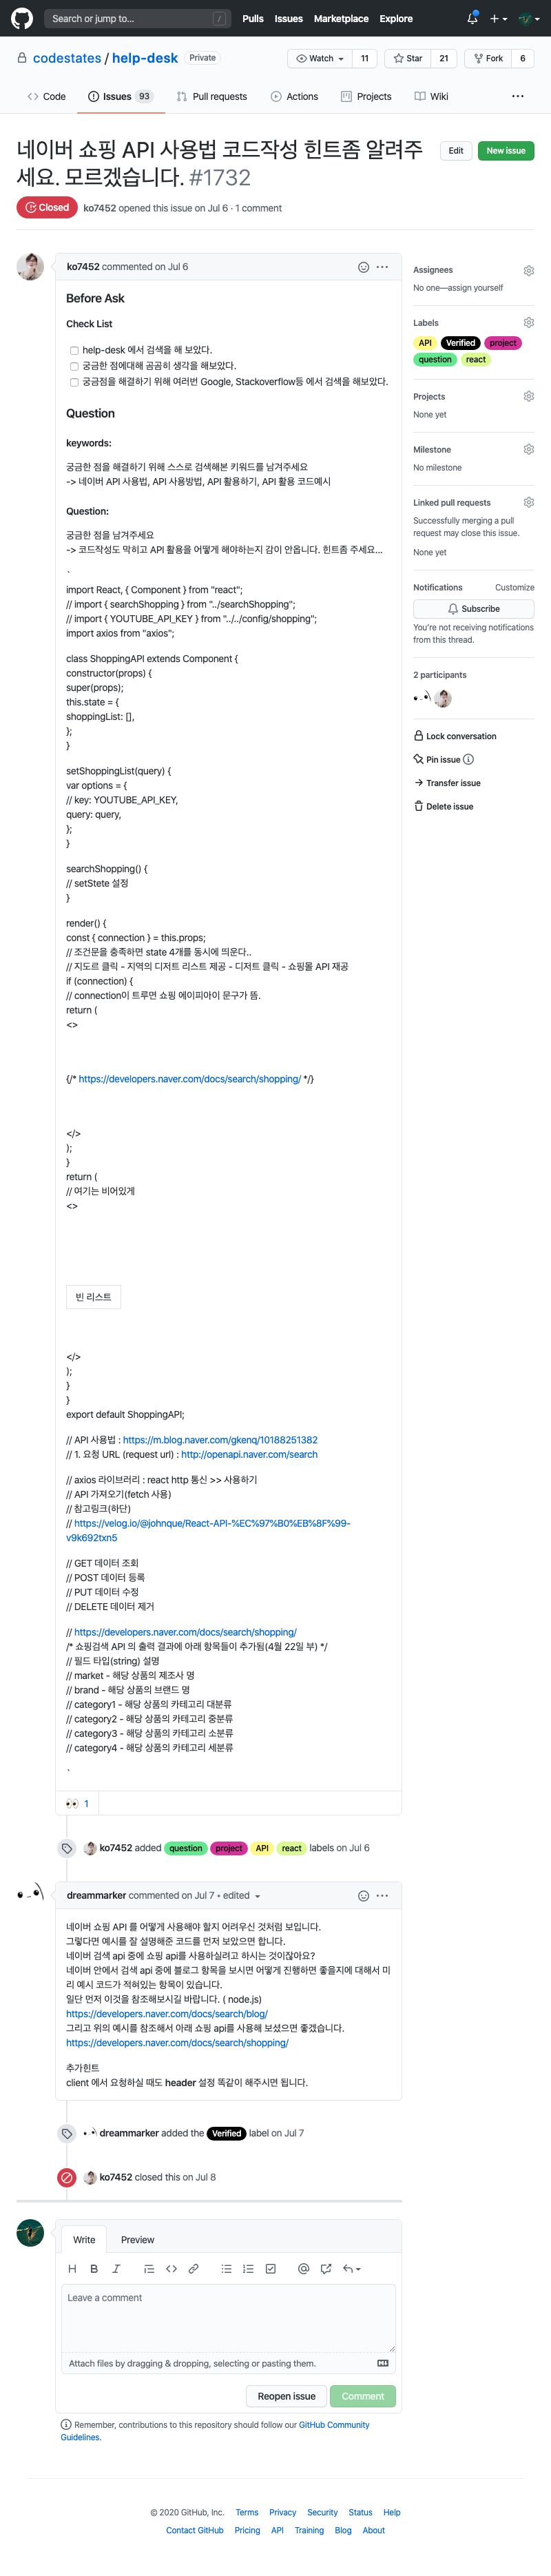 Search or jump to...
/
Pulls Issues Marketplace Explore
codestates / help-desk Private
Watch 11 Star 21 Fork 6
Code Issues 93 Pull requests Actions Projects Wiki ...
네이버 쇼핑 API 사용법 코드작성 힌트좀 알려주
세요. 모르겠습니다. #1732
Edit New issue
Closed ko7452 opened this issue on Jul 6 · 1 comment
ko7452 commented on Jul 6
Before Ask
Check List
help-desk 에서 검색을 해 보았다.
궁금한 점에대해 곰곰히 생각을 해보았다.
궁금점을 해결하기 위해 여러번 Google, Stackoverflow등 에서 검색을 해보았다.
Question
keywords:
궁금한 점을 해결하기 위해 스스로 검색해본 키워드를 남겨주세요
-> 네이버 API 사용법, API 사용방법, API 활용하기, API 활용 코드예시
Question:
궁금한 점을 남겨주세요
-> 코드작성도 막히고 API 활용을 어떻게 해야하는지 감이 안옵니다. 힌트좀 주세요...
`
import React, { Component } from "react";
// import { searchShopping } from "../searchShopping";
// import { YOUTUBE_API_KEY } from "../../config/shopping";
import axios from "axios";
class ShoppingAPI extends Component {
constructor(props) {
super(props);
this.state = {
shoppingList: [],
};
}
setShoppingList(query) {
var options = {
// key: YOUTUBE_API_KEY,
query: query,
};
}
searchShopping() {
// setStete 설정
}
render() {
const { connection } = this.props;
// 조건문을 충족하면 state 4개를 동시에 띄운다..
// 지도르 클릭 - 지역의 디저트 리스트 제공 - 디저트 클릭 - 쇼핑몰 API 재공
if (connection) {
// connection이 트루면 쇼핑 에이피아이 문구가 뜸.
return (
<>
{/* https://developers.naver.com/docs/search/shopping/ */}
</>
);
}
return (
// 여기는 비어있게
<>
빈 리스트
</>
);
}
}
export default ShoppingAPI;
// API 사용법 : https://m.blog.naver.com/gkenq/10188251382
// 1. 요청 URL (request url) : http://openapi.naver.com/search
// axios 라이브러리 : react http 통신 >> 사용하기
// API 가져오기(fetch 사용)
// 참고링크(하단)
// https://velog.io/@johnque/React-API-%EC%97%B0%EB%8F%99-
v9k692txn5
// GET 데이터 조회
// POST 데이터 등록
// PUT 데이터 수정
// DELETE 데이터 제거
// https://developers.naver.com/docs/search/shopping/
/* 쇼핑검색 API 의 출력 결과에 아래 항목들이 추가됨(4월 22일 부) */
// 필드 타입(string) 설명
// market - 해당 상품의 제조사 명
// brand - 해당 상품의 브랜드 명
// category1 - 해당 상품의 카테고리 대분류
// category2 - 해당 상품의 카테고리 중분류
// category3 - 해당 상품의 카테고리 소분류
// category4 - 해당 상품의 카테고리 세분류
`
1
ko7452 added question project API react labels on Jul 6
dreammarker commented on Jul 7 • edited
네이버 쇼핑 API 를 어떻게 사용해야 할지 어려우신 것처럼 보입니다.
그렇다면 예시를 잘 설명해준 코드를 먼저 보았으면 합니다.
네이버 검색 api 중에 쇼핑 api를 사용하실려고 하시는 것이잖아요?
네이버 안에서 검색 api 중에 블로그 항목을 보시면 어떻게 진행하면 좋을지에 대해서 미
리 예시 코드가 적혀있는 항목이 있습니다.
일단 먼저 이것을 참조해보시길 바랍니다. ( node.js)
https://developers.naver.com/docs/search/blog/
그리고 위의 예시를 참조해서 아래 쇼핑 api를 사용해 보셨으면 좋겠습니다.
https://developers.naver.com/docs/search/shopping/
추가힌트
client 에서 요청하실 때도 header 설정 똑같이 해주시면 됩니다.
dreammarker added the Verified label on Jul 7
ko7452 closed this on Jul 8
Write Preview
Leave a comment
Attach files by dragging & dropping, selecting or pasting them.
Reopen issue Comment
Remember, contributions to this repository should follow our GitHub Community
Guidelines.
Assignees
No one—assign yourself
Labels
API Verified project
question react
Projects
None yet
Milestone
No milestone
Linked pull requests
Successfully merging a pull
request may close this issue.
None yet
Notifications Customize
Subscribe
You're not receiving notifications
from this thread.
2 participants
Lock conversation
Pin issue
Transfer issue
Delete issue
© 2020 GitHub, Inc. Terms Privacy Security Status Help
Contact GitHub Pricing API Training Blog About